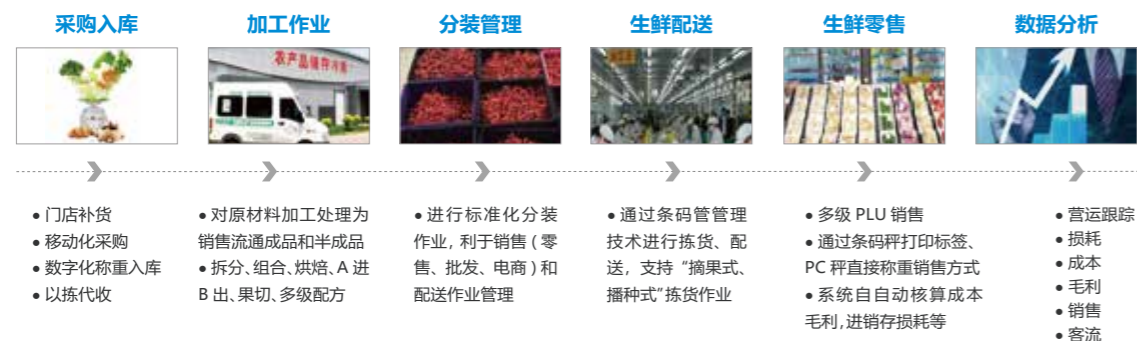 采购入库
加工作业
分装管理
生鲜配送
生鲜零售
数据分析
农产品储存川南
● 门店补货
● 移动化采购
● 数字化称重入库
● 以拣代收
● 对原材料加工处理为
销售流通成品和半成品
● 拆分、组合、烘焙、A 进
B 出、果切、多级配方
● 进行标准化分装
作业, 利于销售 ( 零
售、批发、电商 ) 和
配送作业管理
● 通过条码管管理
技术进行拣货、配
送，支持“摘果式、
播种式”拣货作业
● 多级 PLU 销售
● 通过条码秤打印标签、
PC 秤直接称重销售方式
● 系统自自动核算成本
毛利,进销存损耗等
● 营运跟踪
● 损耗
● 成本
● 毛利
● 销售
● 客流